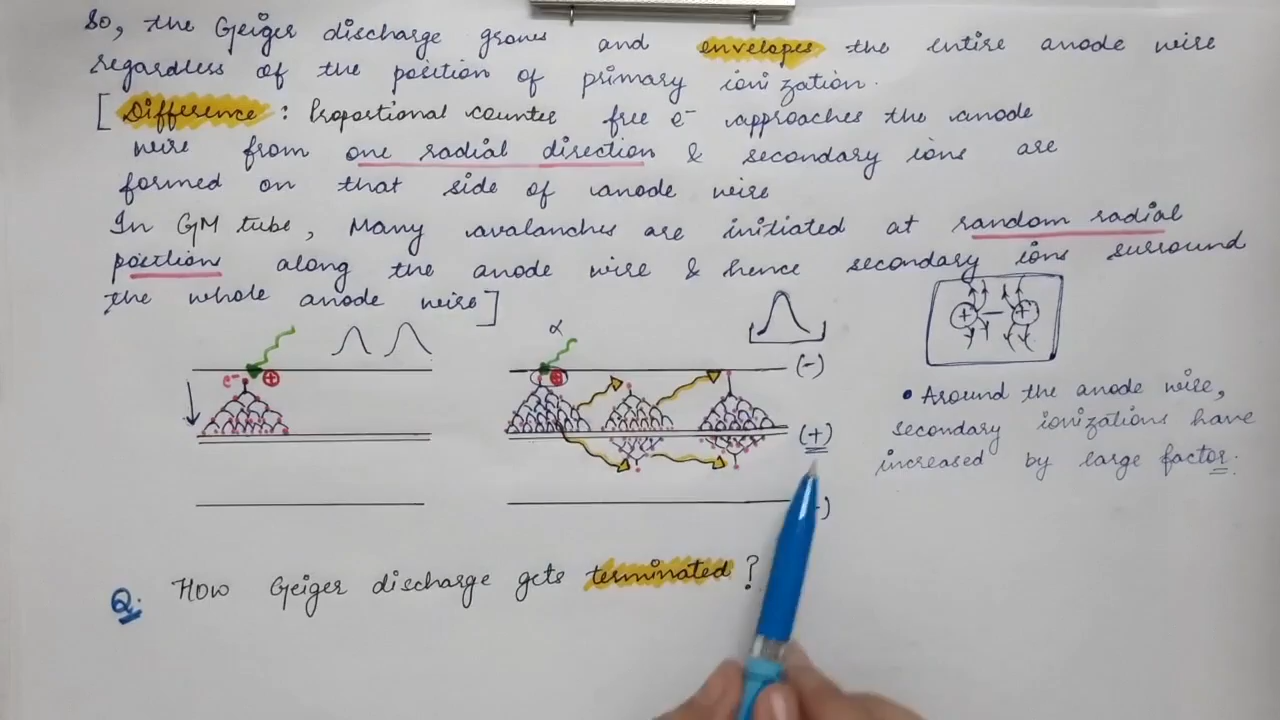 So, the Geiger discharge grows and envelopes the entire anode wire
regardless of the position of primary ionization.
[Difference : Proportional counter free e⁻ approaches the anode
wire from one radial direction & secondary ions are
formed on that side of anode wire
In GM tube, Many avalanches are initiated at random radial
positions along the anode wire & hence secondary ions surround
the whole anode wire]
α
e⁻ +
+
(-)
(+)
-)
+ +
• Around the anode wire,
secondary ionizations have
increased by large factor.
Q. How Geiger discharge gets terminated?